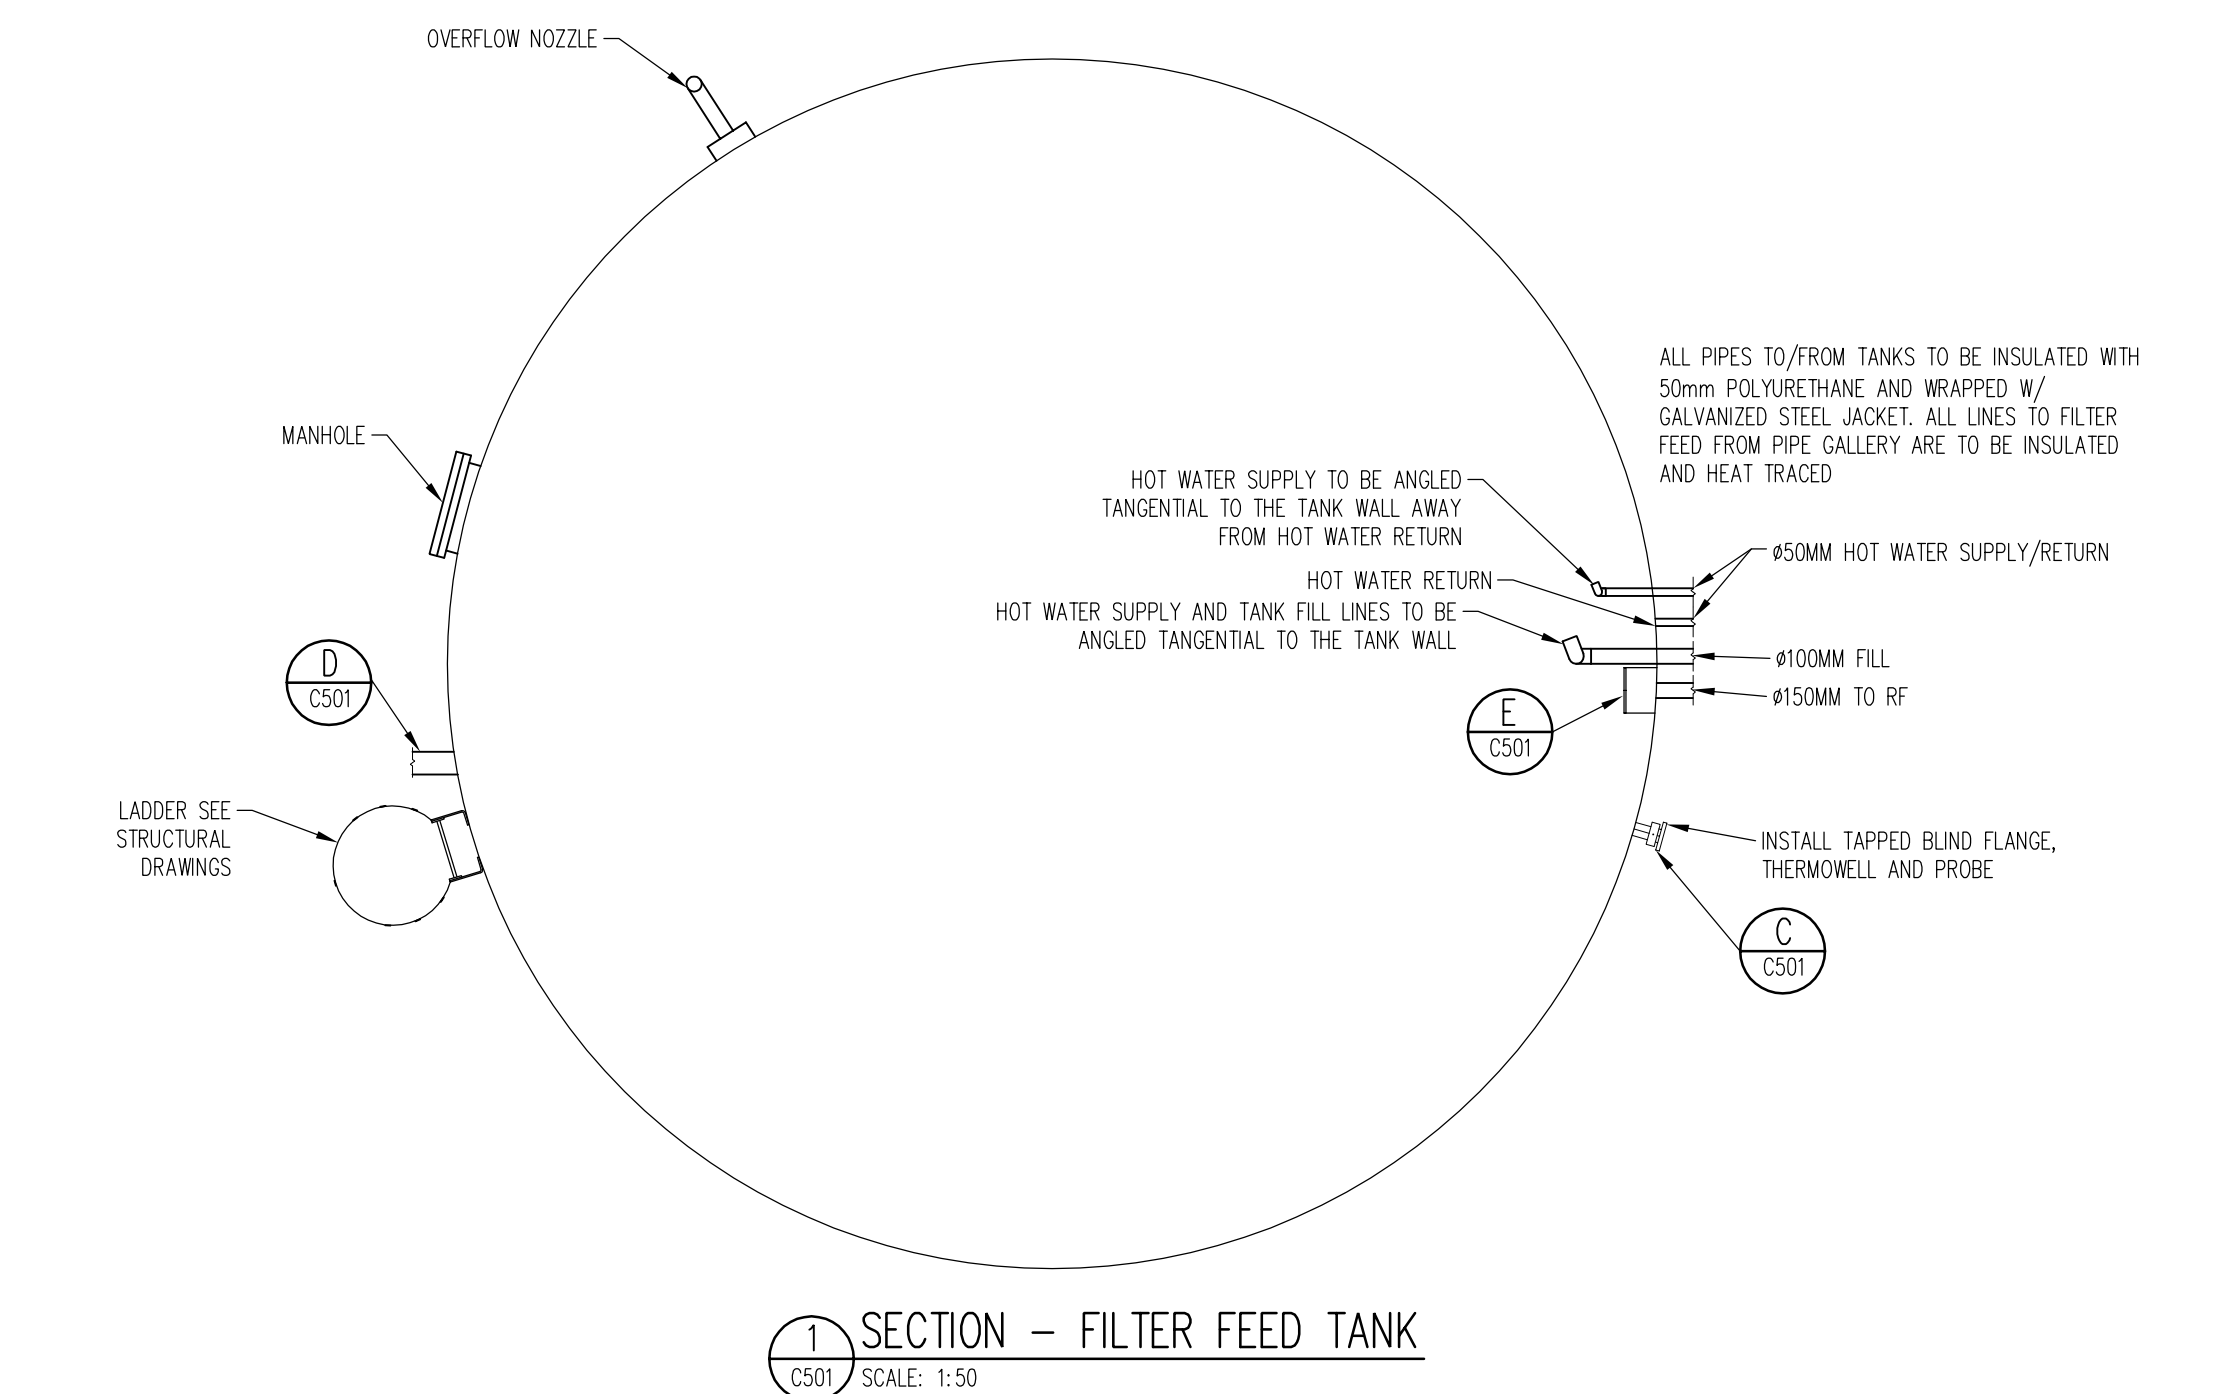 OVERFLOW NOZZLE
MANHOLE
ALL PIPES TO/FROM TANKS TO BE INSULATED WITH
50mm POLYURETHANE AND WRAPPED W/
GALVANIZED STEEL JACKET. ALL LINES TO FILTER
FEED FROM PIPE GALLERY ARE TO BE INSULATED
AND HEAT TRACED
HOT WATER SUPPLY TO BE ANGLED
TANGENTIAL TO THE TANK WALL AWAY
FROM HOT WATER RETURN
HOT WATER RETURN
HOT WATER SUPPLY AND TANK FILL LINES TO BE
ANGLED TANGENTIAL TO THE TANK WALL
ø50MM HOT WATER SUPPLY/RETURN
ø100MM FILL
ø150MM TO RF
D
C501
E
C501
LADDER SEE
STRUCTURAL
DRAWINGS
INSTALL TAPPED BLIND FLANGE,
THERMOWELL AND PROBE
C
C501
1
C501
SECTION – FILTER FEED TANK
SCALE: 1:50